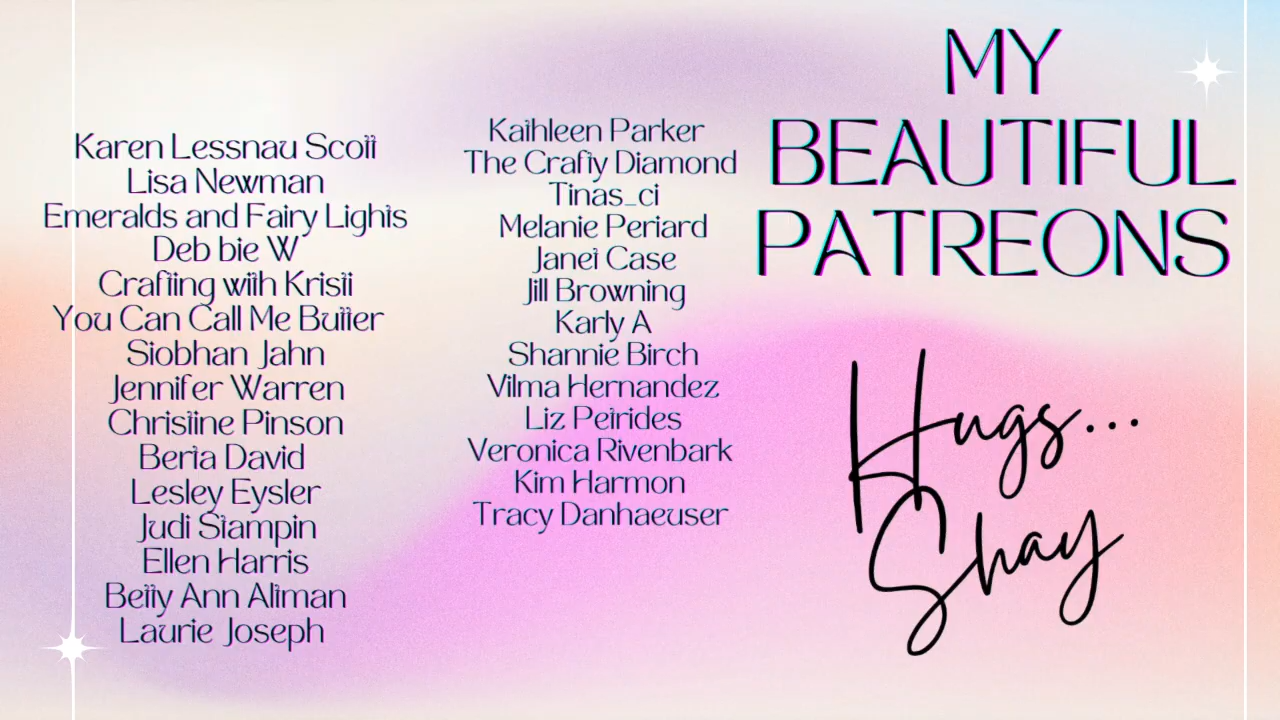 MY
BEAUTIFUL
PATREONS
Karen Lessnau Scott
Lisa Newman
Emeralds and Fairy Lights
Deb bie W
Crafting with Kristi
You Can Call Me Butter
Siobhan Jahn
Jennifer Warren
Christine Pinson
Berta David
Lesley Eysler
Judi Stampin
Ellen Harris
Betty Ann Altman
Laurie Joseph
Kathleen Parker
The Crafty Diamond
Tinas_ct
Melanie Periard
Janet Case
Jill Browning
Karly A
Shannie Birch
Vilma Hernandez
Liz Petrides
Veronica Rivenbark
Kim Harmon
Tracy Danhaeuser
Hugs...
Shay